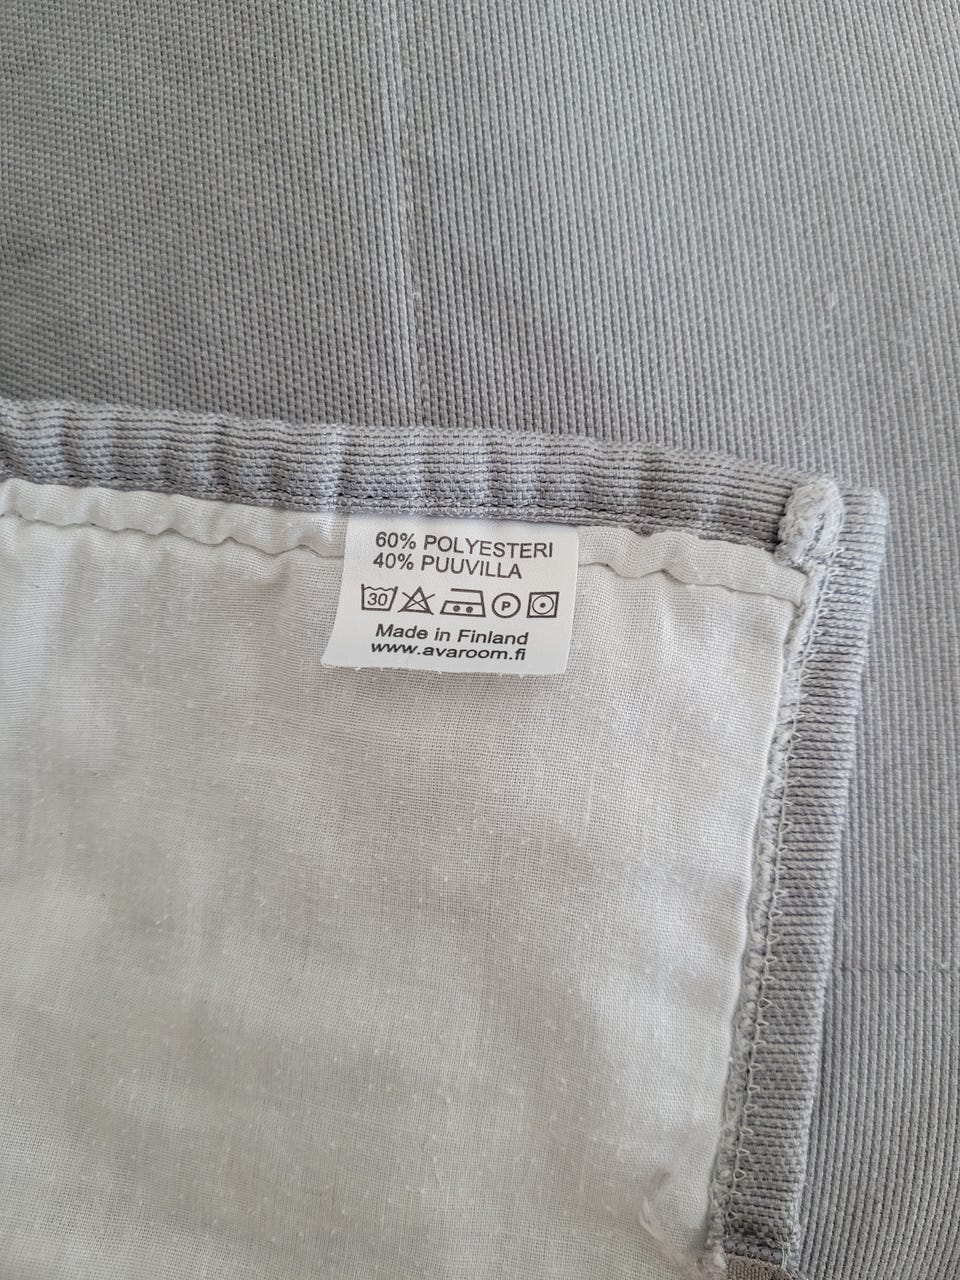 60% POLYESTERI
40% PUUVILLA
30 P
Made in Finland
www.avaroom.fi